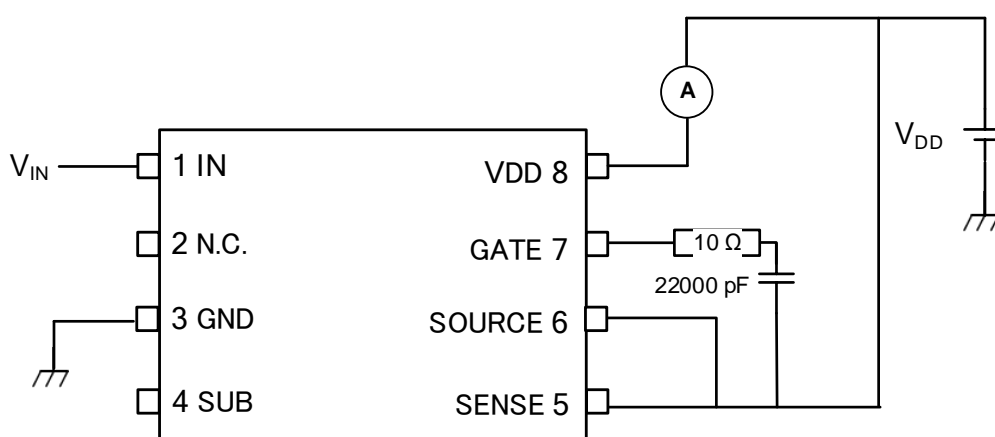 A
V_DD
V_IN
1 IN
VDD 8
2 N.C.
GATE 7
10 Ω
22000 pF
3 GND
SOURCE 6
4 SUB
SENSE 5